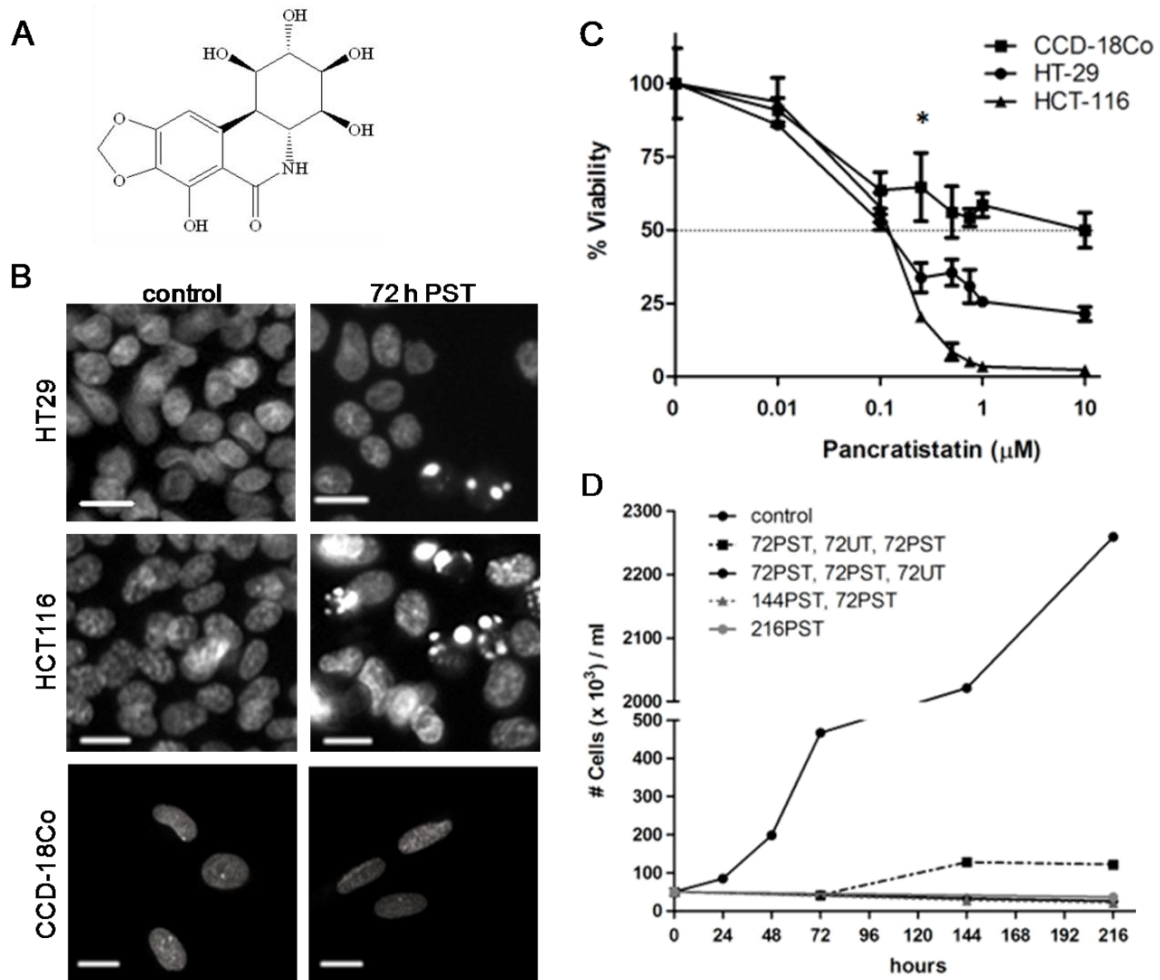 A
OH
HO
OH
OH
NH
O
O
O
OH
B
control
72 h PST
HT29
HCT116
CCD-18Co
C
CCD-18Co
HT-29
HCT-116
*
100
75
50
25
0
% Viability
0
0.01
0.1
1
10
Pancratistatin (μM)
D
control
72PST, 72UT, 72PST
72PST, 72PST, 72UT
144PST, 72PST
216PST
2300
2200
2100
2000
500
400
300
200
100
0
# Cells (x 10³) / ml
0 24 48 72 96 120 144 168 192 216
hours